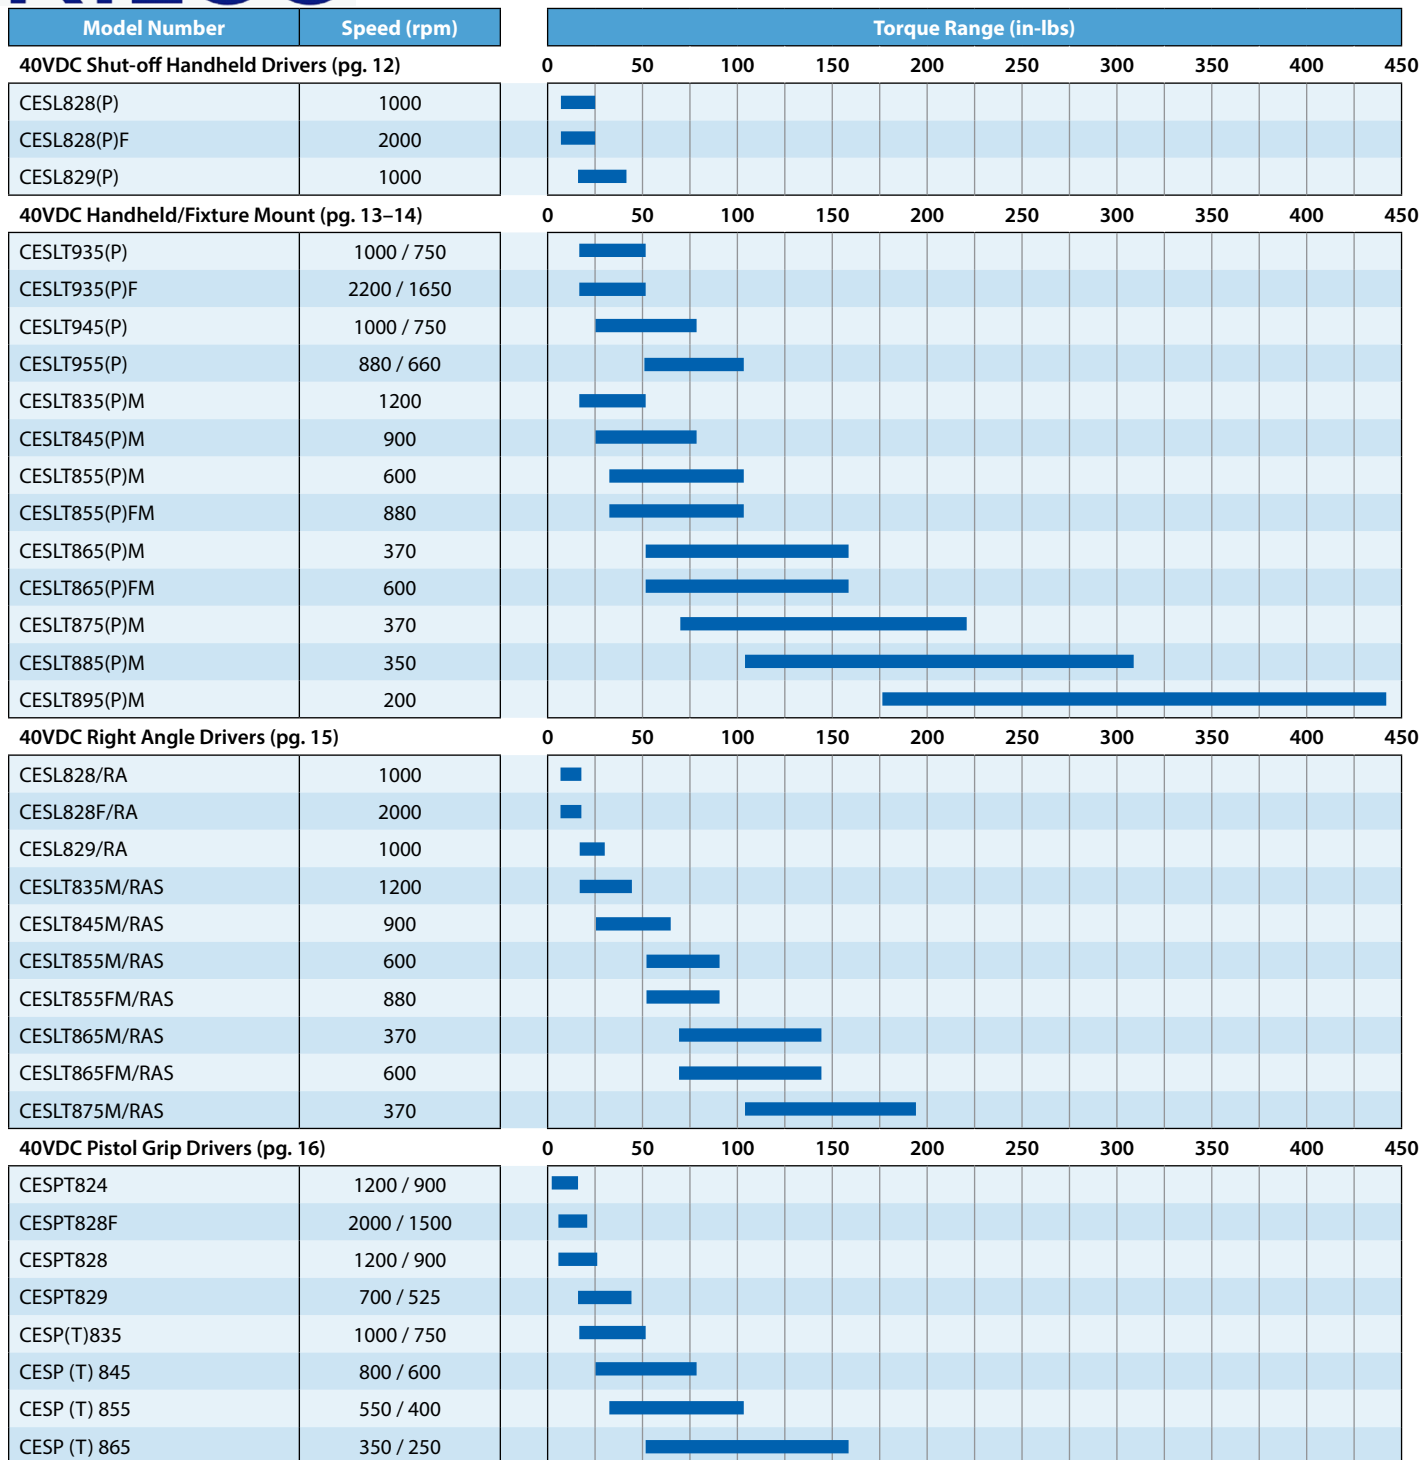 Model Number Speed (rpm) Torque Range (in-lbs)
40VDC Shut-off Handheld Drivers (pg. 12) 0 50 100 150 200 250 300 350 400 450
CESL828(P) 1000
CESL828(P)F 2000
CESL829(P) 1000
40VDC Handheld/Fixture Mount (pg. 13–14) 0 50 100 150 200 250 300 350 400 450
CESLT935(P) 1000 / 750
CESLT935(P)F 2200 / 1650
CESLT945(P) 1000 / 750
CESLT955(P) 880 / 660
CESLT835(P)M 1200
CESLT845(P)M 900
CESLT855(P)M 600
CESLT855(P)FM 880
CESLT865(P)M 370
CESLT865(P)FM 600
CESLT875(P)M 370
CESLT885(P)M 350
CESLT895(P)M 200
40VDC Right Angle Drivers (pg. 15) 0 50 100 150 200 250 300 350 400 450
CESL828/RA 1000
CESL828F/RA 2000
CESL829/RA 1000
CESLT835M/RAS 1200
CESLT845M/RAS 900
CESLT855M/RAS 600
CESLT855FM/RAS 880
CESLT865M/RAS 370
CESLT865FM/RAS 600
CESLT875M/RAS 370
40VDC Pistol Grip Drivers (pg. 16) 0 50 100 150 200 250 300 350 400 450
CESPT824 1200 / 900
CESPT828F 2000 / 1500
CESPT828 1200 / 900
CESPT829 700 / 525
CESP(T)835 1000 / 750
CESP (T) 845 800 / 600
CESP (T) 855 550 / 400
CESP (T) 865 350 / 250